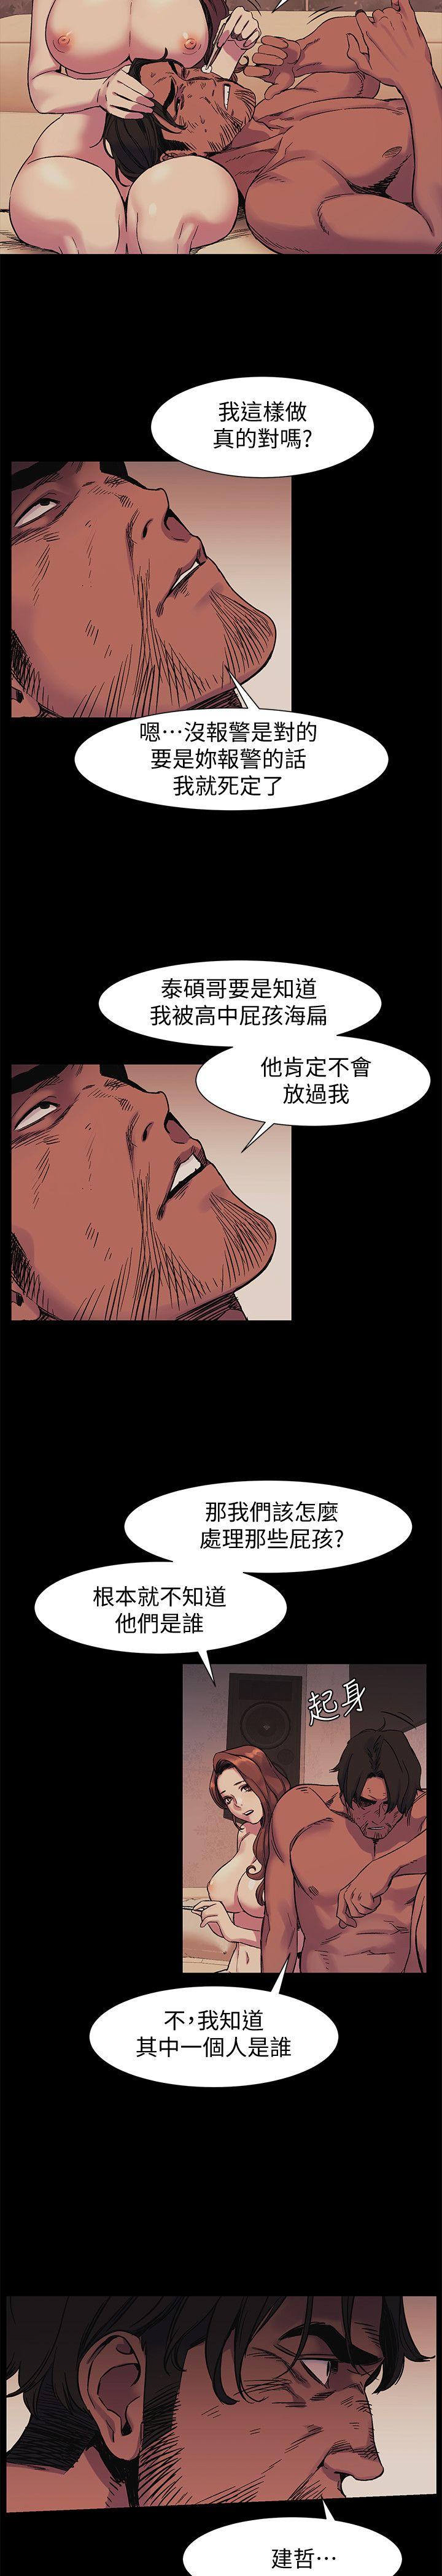 我這樣做
真的對嗎?
嗯…沒報警是對的
要是妳報警的話
我就死定了
泰碩哥要是知道
我被高中屁孩海扁
他肯定不會
放過我
那我們該怎麼
處理那些屁孩?
根本就不知道
他們是誰
起身
不,我知道
其中一個人是誰
建哲…